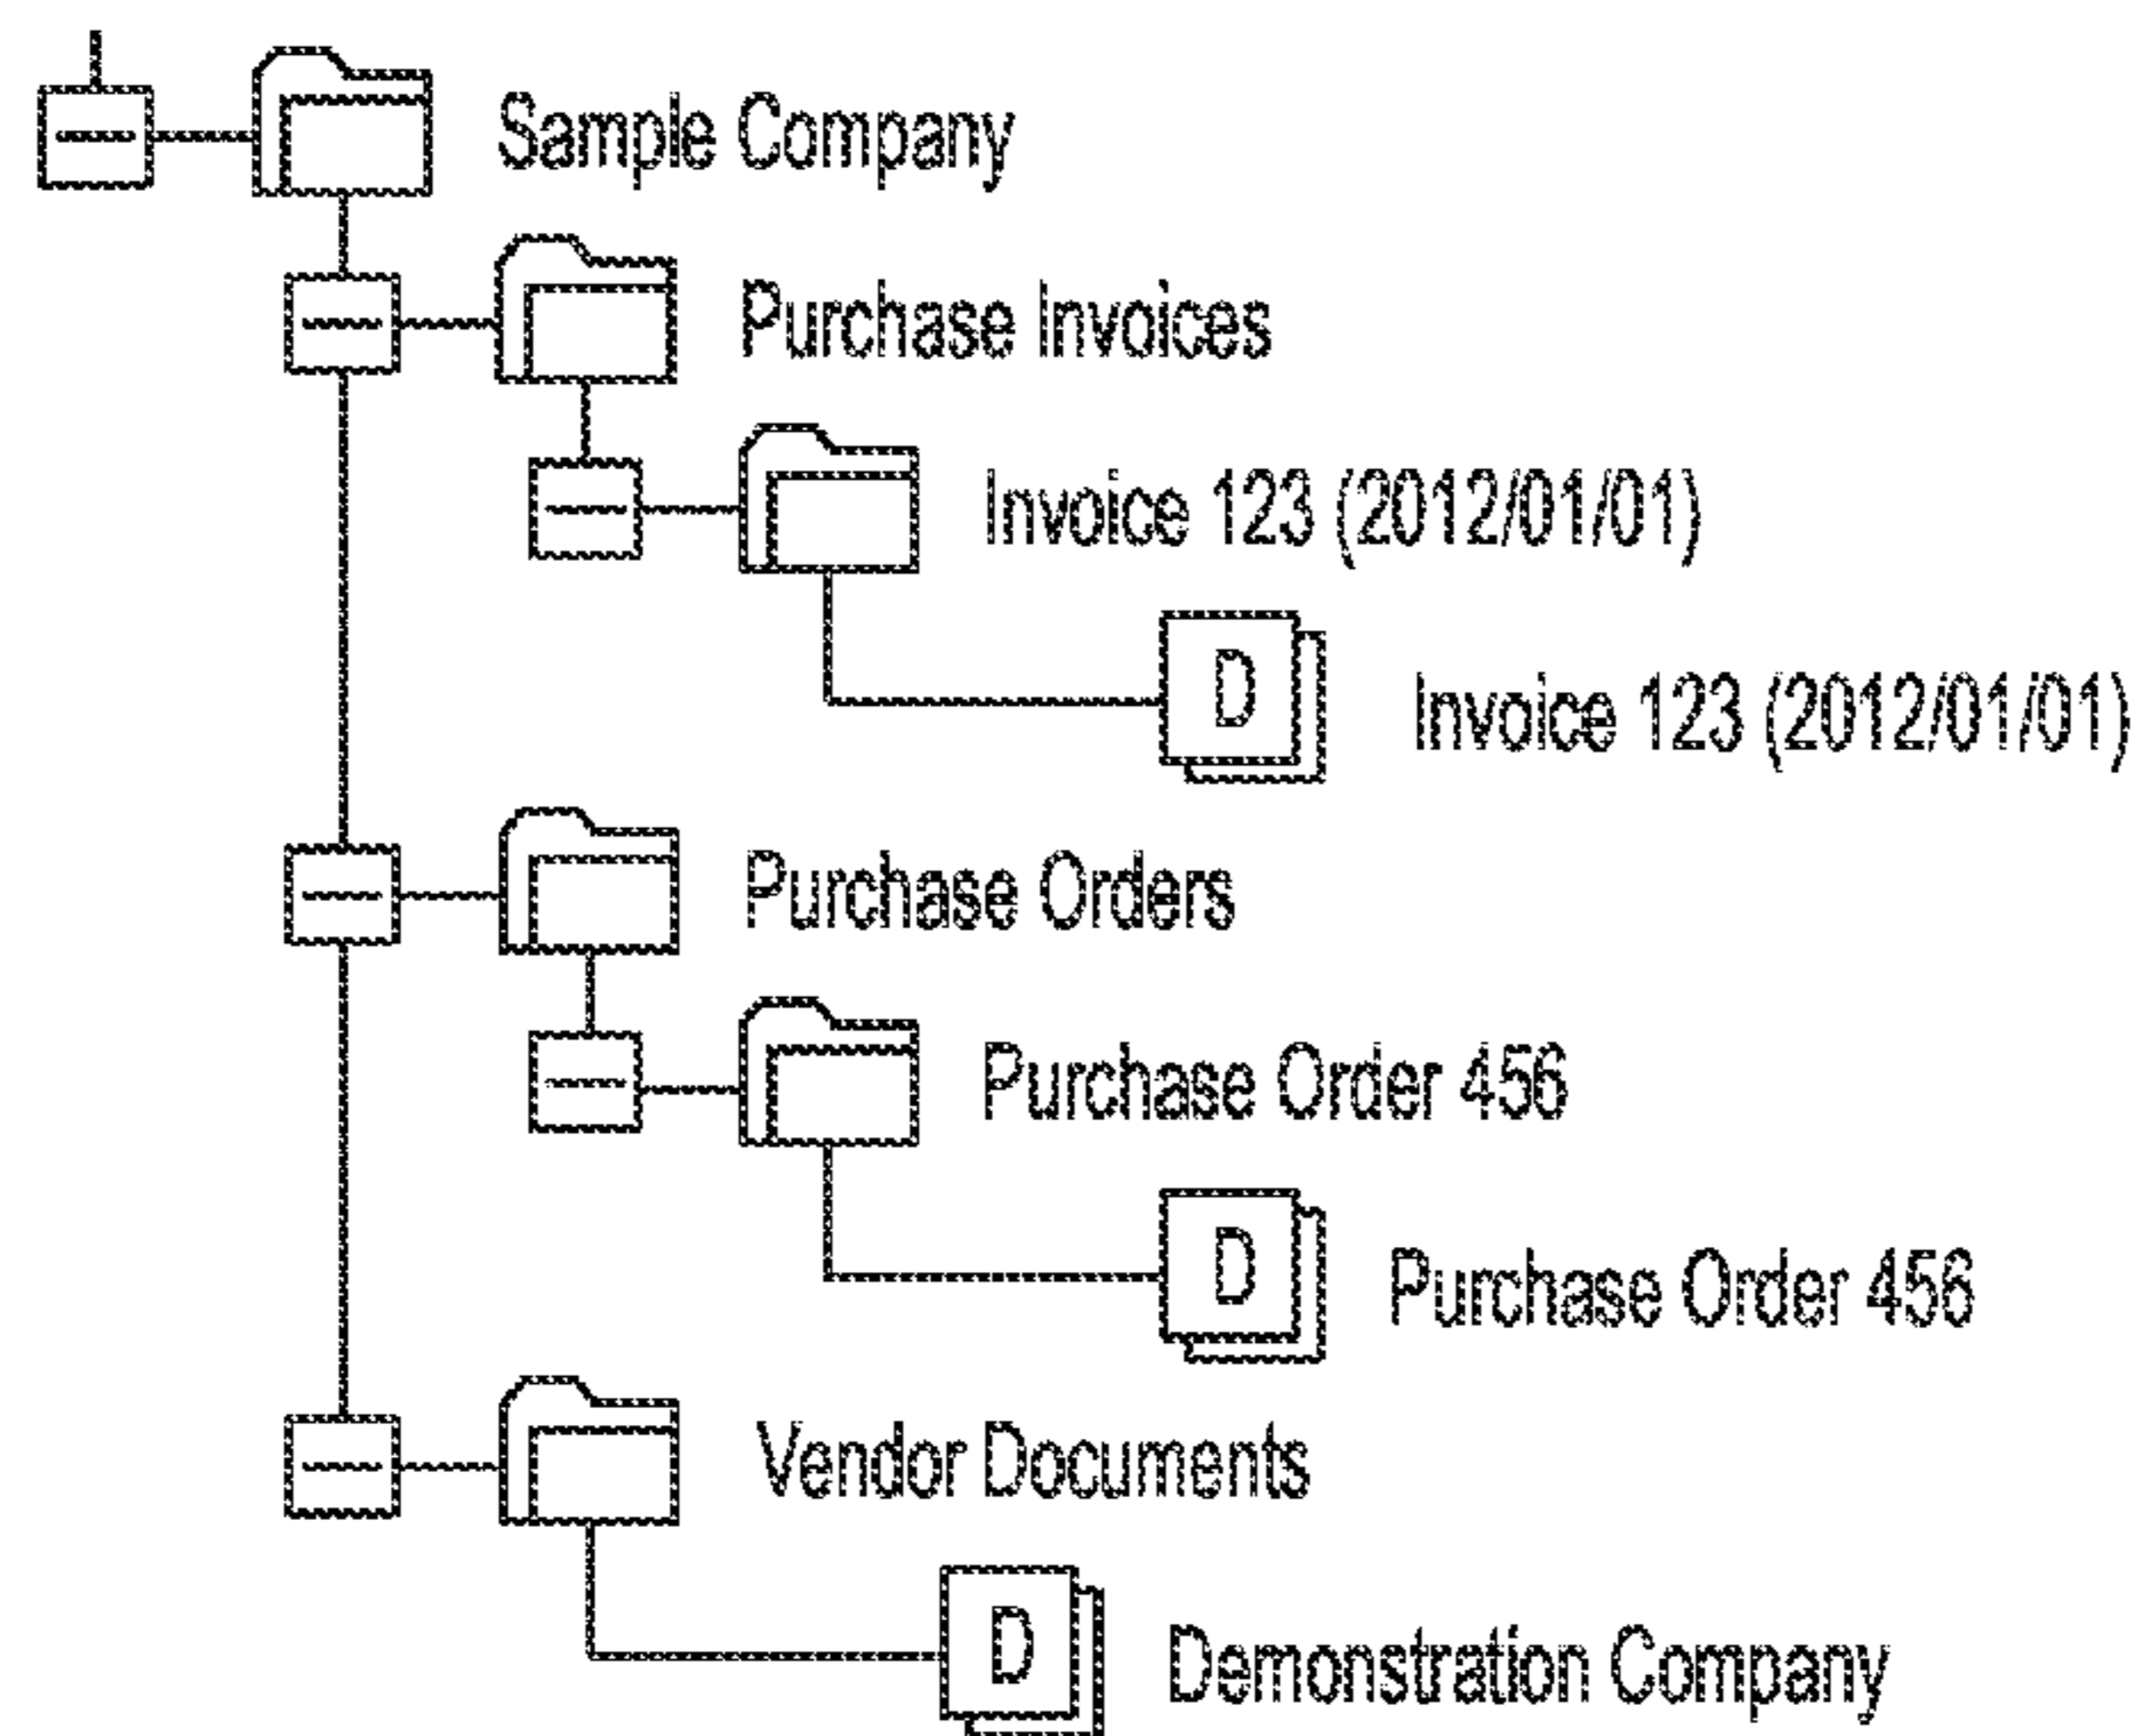 Sample Company
Purchase Invoices
Invoice 123 (2012/01/01)
D
Invoice 123 (2012/01/01)
Purchase Orders
Purchase Order 456
D
Purchase Order 456
Vendor Documents
D
Demonstration Company